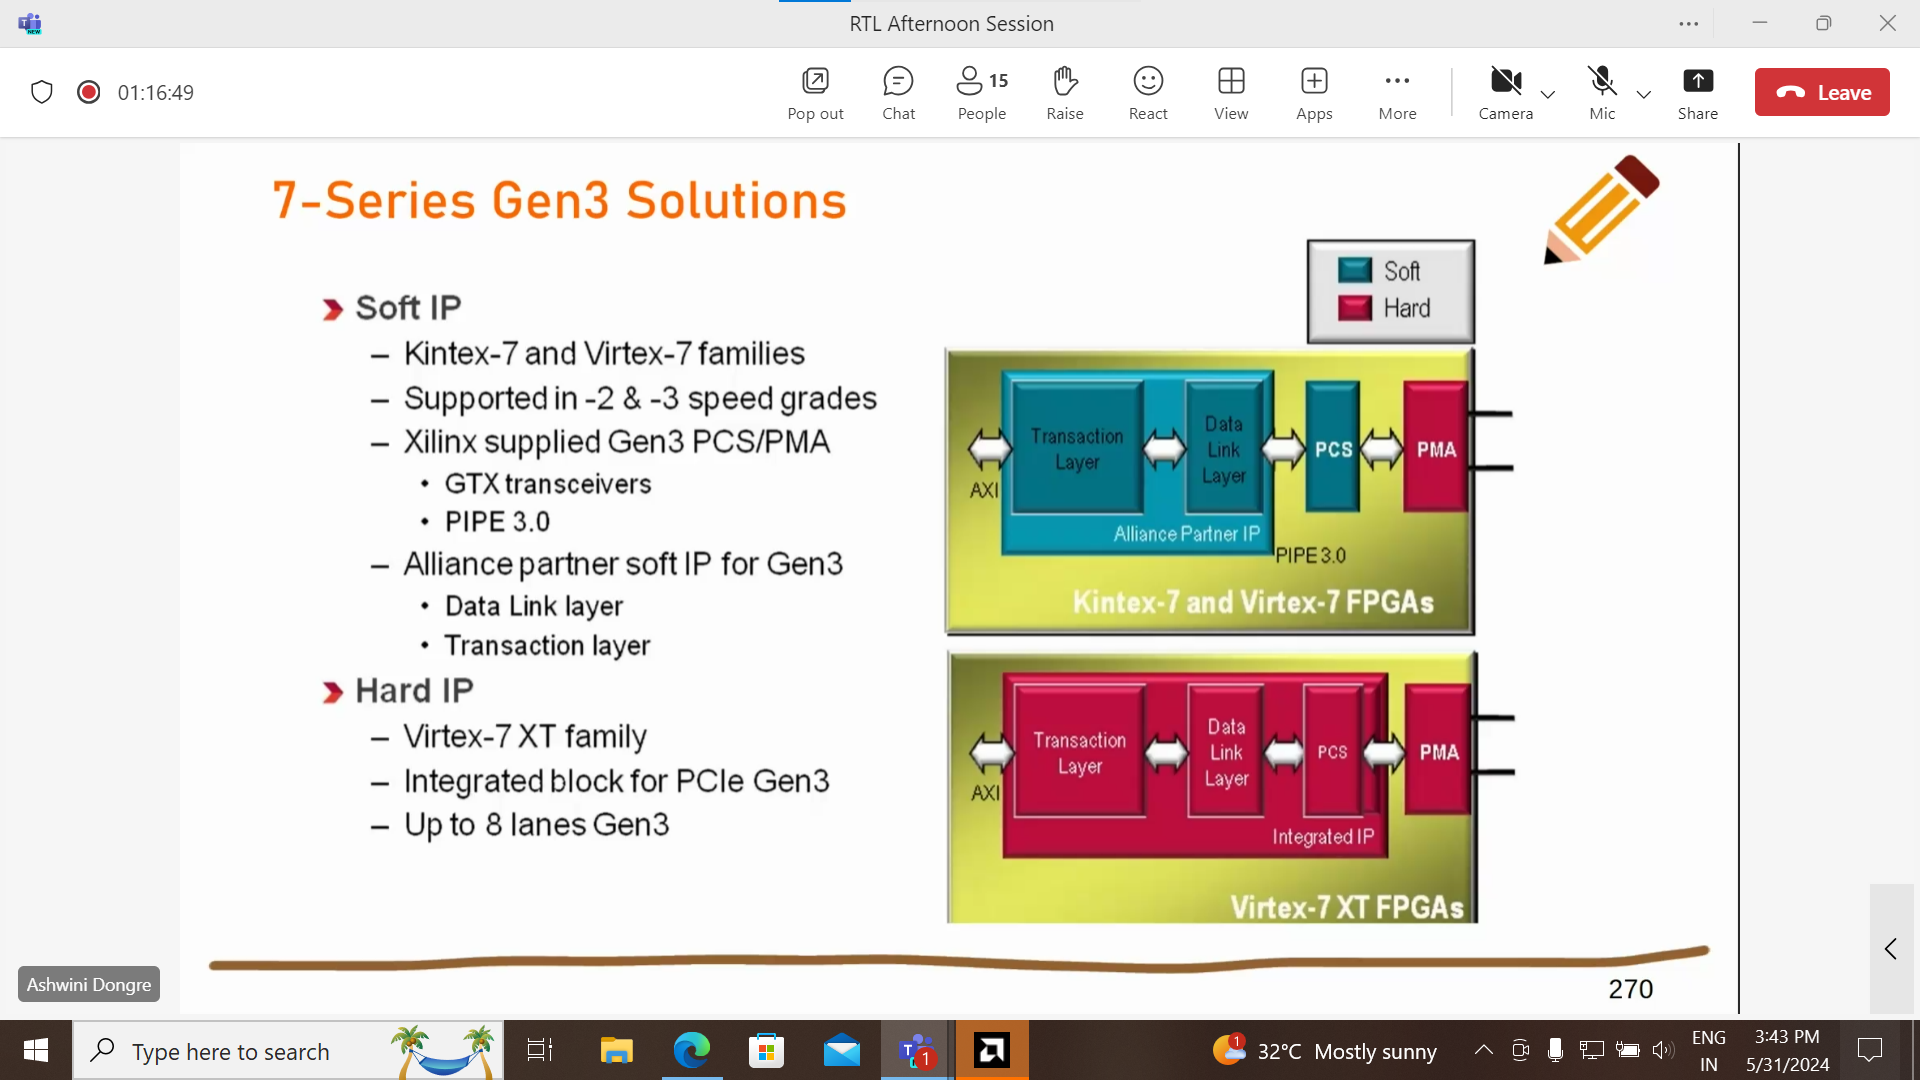 RTL Afternoon Session
01:16:49
Pop out
Chat
15
People
Raise
React
View
Apps
More
Camera
Mic
Share
Leave
7-Series Gen3 Solutions
Soft IP
– Kintex-7 and Virtex-7 families
– Supported in -2 & -3 speed grades
– Xilinx supplied Gen3 PCS/PMA
• GTX transceivers
• PIPE 3.0
– Alliance partner soft IP for Gen3
• Data Link layer
• Transaction layer
Hard IP
– Virtex-7 XT family
– Integrated block for PCIe Gen3
– Up to 8 lanes Gen3
Soft
Hard
AXI
Transaction
Layer
Data
Link
Layer
PCS
PMA
Alliance Partner IP
PIPE 3.0
Kintex-7 and Virtex-7 FPGAs
AXI
Transaction
Layer
Data
Link
Layer
PCS
PMA
Integrated IP
Virtex-7 XT FPGAs
270
Ashwini Dongre
Type here to search
1
1
32°C Mostly sunny
ENG
IN
3:43 PM
5/31/2024